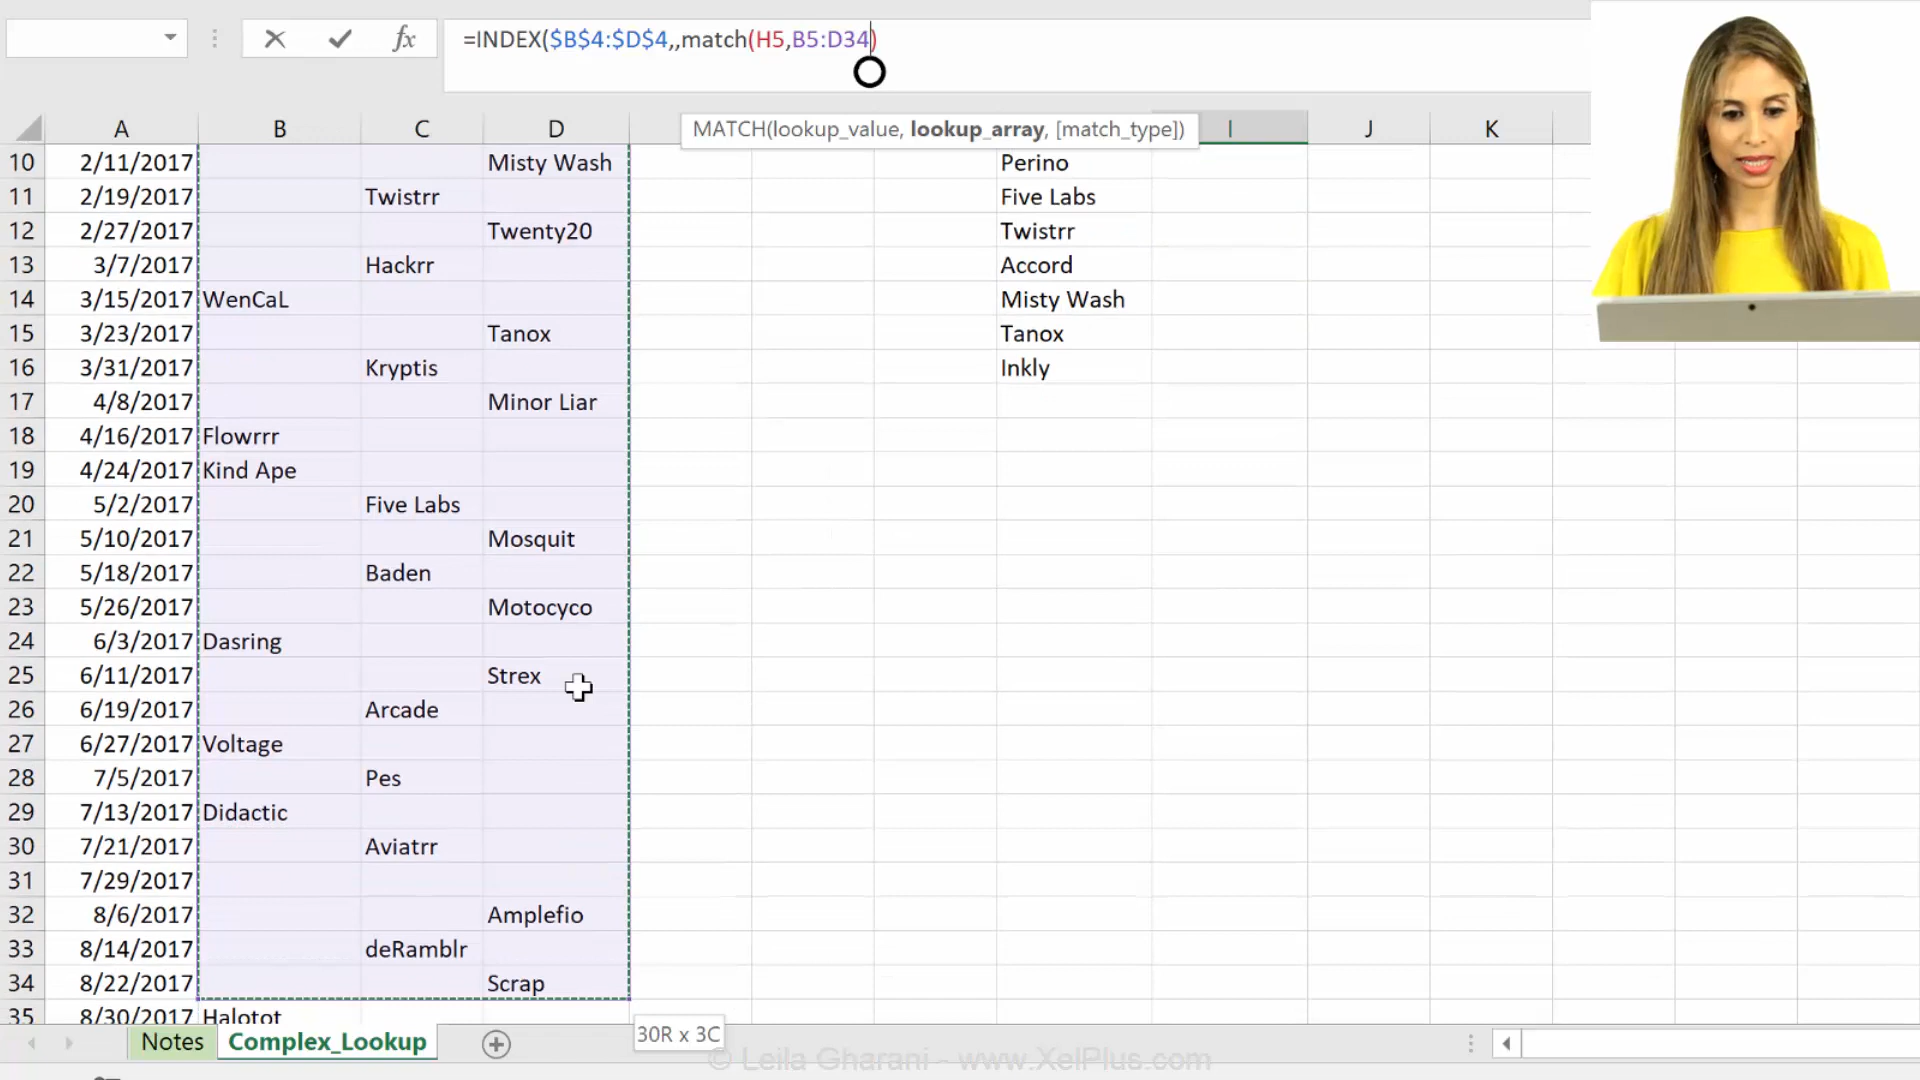 =INDEX($B$4:$D$4,,match(H5,B5:D34)
MATCH(lookup_value, lookup_array, [match_type])
A B C D I J K
10 2/11/2017 Misty Wash Perino
11 2/19/2017 Twistrr Five Labs
12 2/27/2017 Twenty20 Twistrr
13 3/7/2017 Hackrr Accord
14 3/15/2017 WenCaL Misty Wash
15 3/23/2017 Tanox Tanox
16 3/31/2017 Kryptis Inkly
17 4/8/2017 Minor Liar
18 4/16/2017 Flowrrr
19 4/24/2017 Kind Ape
20 5/2/2017 Five Labs
21 5/10/2017 Mosquit
22 5/18/2017 Baden
23 5/26/2017 Motocyco
24 6/3/2017 Dasring
25 6/11/2017 Strex
26 6/19/2017 Arcade
27 6/27/2017 Voltage
28 7/5/2017 Pes
29 7/13/2017 Didactic
30 7/21/2017 Aviatrr
31 7/29/2017
32 8/6/2017 Amplefio
33 8/14/2017 deRamblr
34 8/22/2017 Scrap
35 8/30/2017 Halotot
Notes Complex_Lookup 30R x 3C
© Leila Gharani - www.XelPlus.com